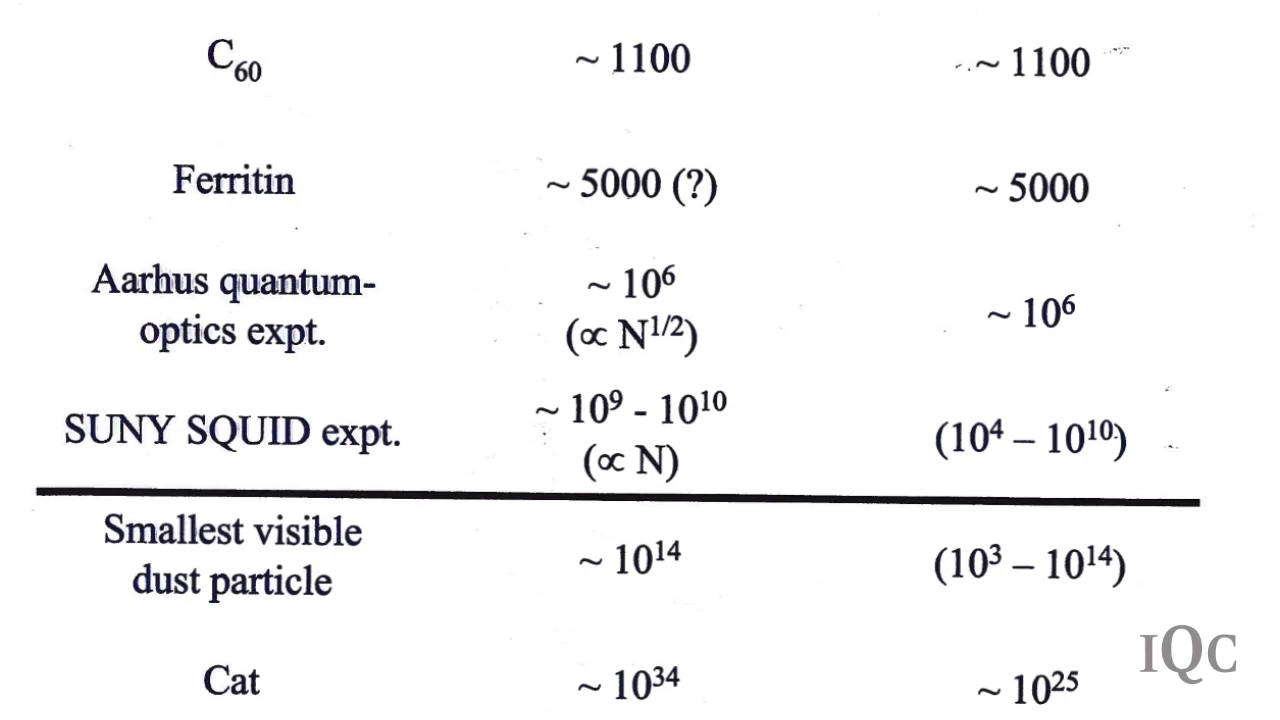 C₆₀ ~ 1100 ~ 1100
Ferritin ~ 5000 (?) ~ 5000
Aarhus quantum- ~ 10⁶
optics expt. (∝ N¹ᐟ²) ~ 10⁶
SUNY SQUID expt. ~ 10⁹ - 10¹⁰ (10⁴ – 10¹⁰)
(∝ N)
Smallest visible
dust particle ~ 10¹⁴ (10³ – 10¹⁴)
Cat ~ 10³⁴ ~ 10²⁵
IQC